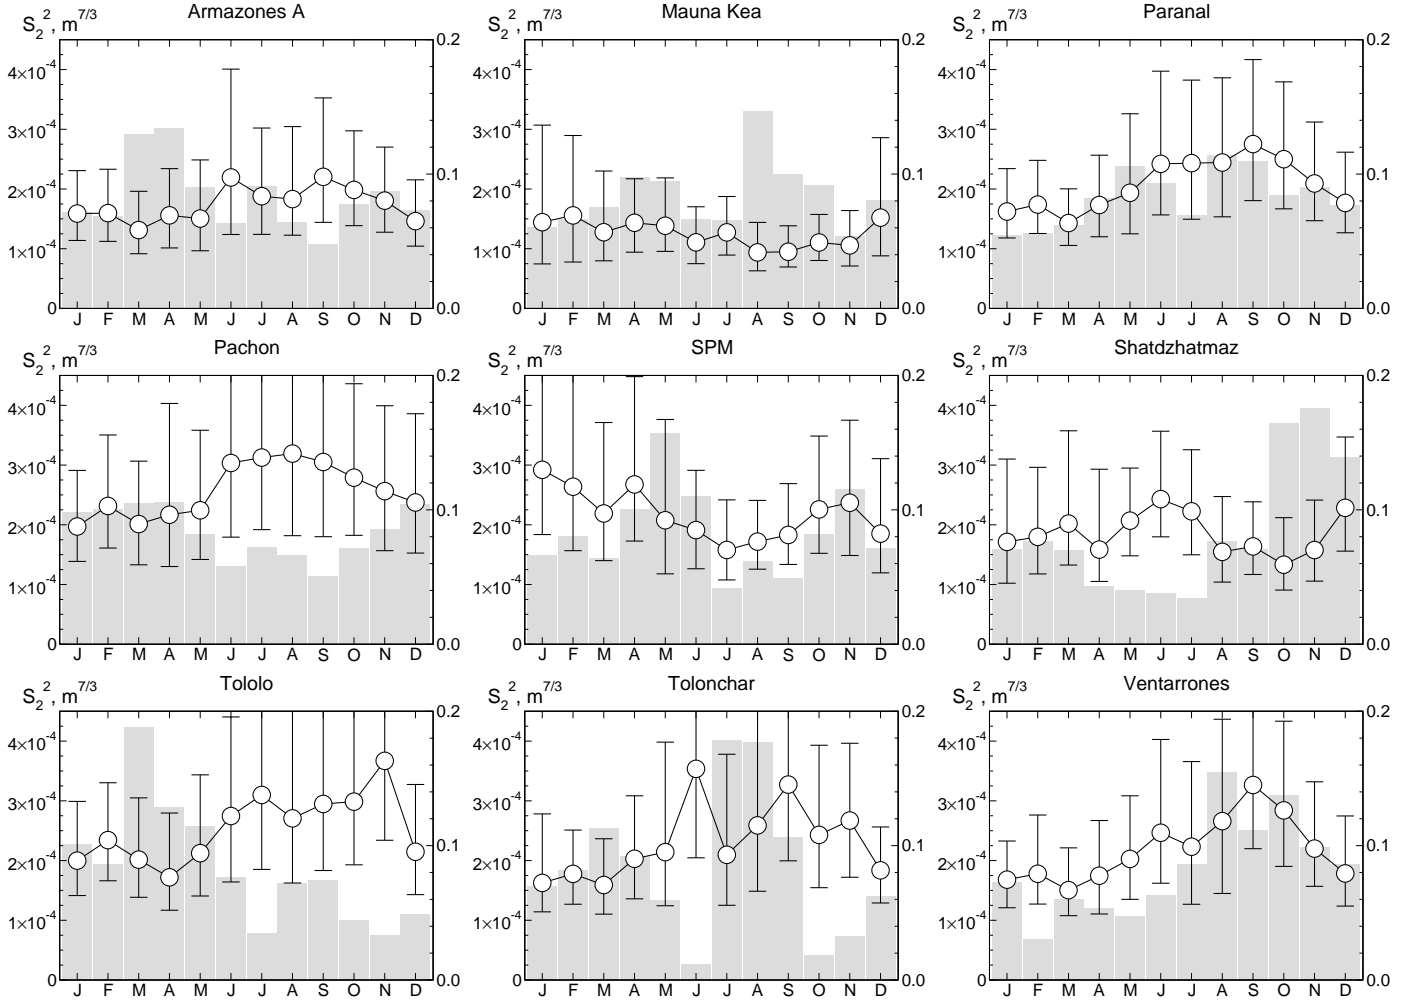 Armazones A
S₂², m^7/3
4×10⁻⁴
3×10⁻⁴
2×10⁻⁴
1×10⁻⁴
0
0.2
0.1
0.0
J F M A M J J A S O N D
Mauna Kea
S₂², m^7/3
4×10⁻⁴
3×10⁻⁴
2×10⁻⁴
1×10⁻⁴
0
0.2
0.1
0.0
J F M A M J J A S O N D
Paranal
S₂², m^7/3
4×10⁻⁴
3×10⁻⁴
2×10⁻⁴
1×10⁻⁴
0
0.2
0.1
0.0
J F M A M J J A S O N D
Pachon
S₂², m^7/3
4×10⁻⁴
3×10⁻⁴
2×10⁻⁴
1×10⁻⁴
0
0.2
0.1
0.0
J F M A M J J A S O N D
SPM
S₂², m^7/3
4×10⁻⁴
3×10⁻⁴
2×10⁻⁴
1×10⁻⁴
0
0.2
0.1
0.0
J F M A M J J A S O N D
Shatdzhatmaz
S₂², m^7/3
4×10⁻⁴
3×10⁻⁴
2×10⁻⁴
1×10⁻⁴
0
0.2
0.1
0.0
J F M A M J J A S O N D
Tololo
S₂², m^7/3
4×10⁻⁴
3×10⁻⁴
2×10⁻⁴
1×10⁻⁴
0
0.2
0.1
0.0
J F M A M J J A S O N D
Tolonchar
S₂², m^7/3
4×10⁻⁴
3×10⁻⁴
2×10⁻⁴
1×10⁻⁴
0
0.2
0.1
0.0
J F M A M J J A S O N D
Ventarrones
S₂², m^7/3
4×10⁻⁴
3×10⁻⁴
2×10⁻⁴
1×10⁻⁴
0
0.2
0.1
0.0
J F M A M J J A S O N D